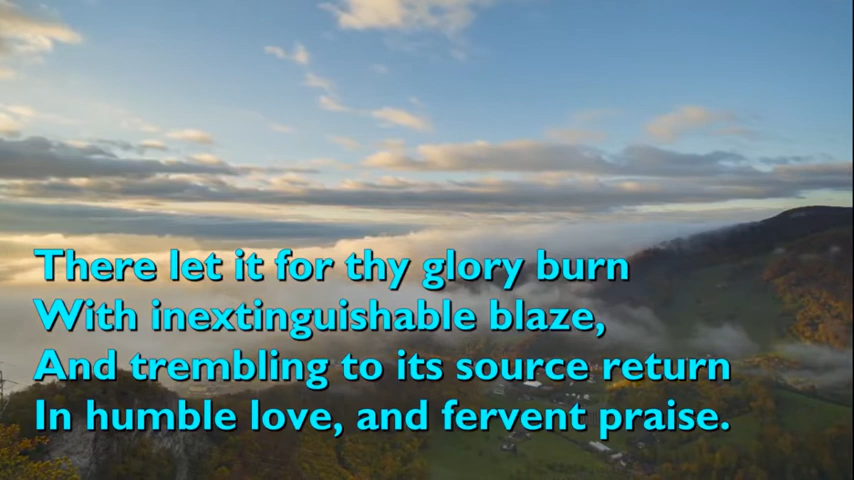 There let it for thy glory burn
With inextinguishable blaze,
And trembling to its source return
In humble love, and fervent praise.